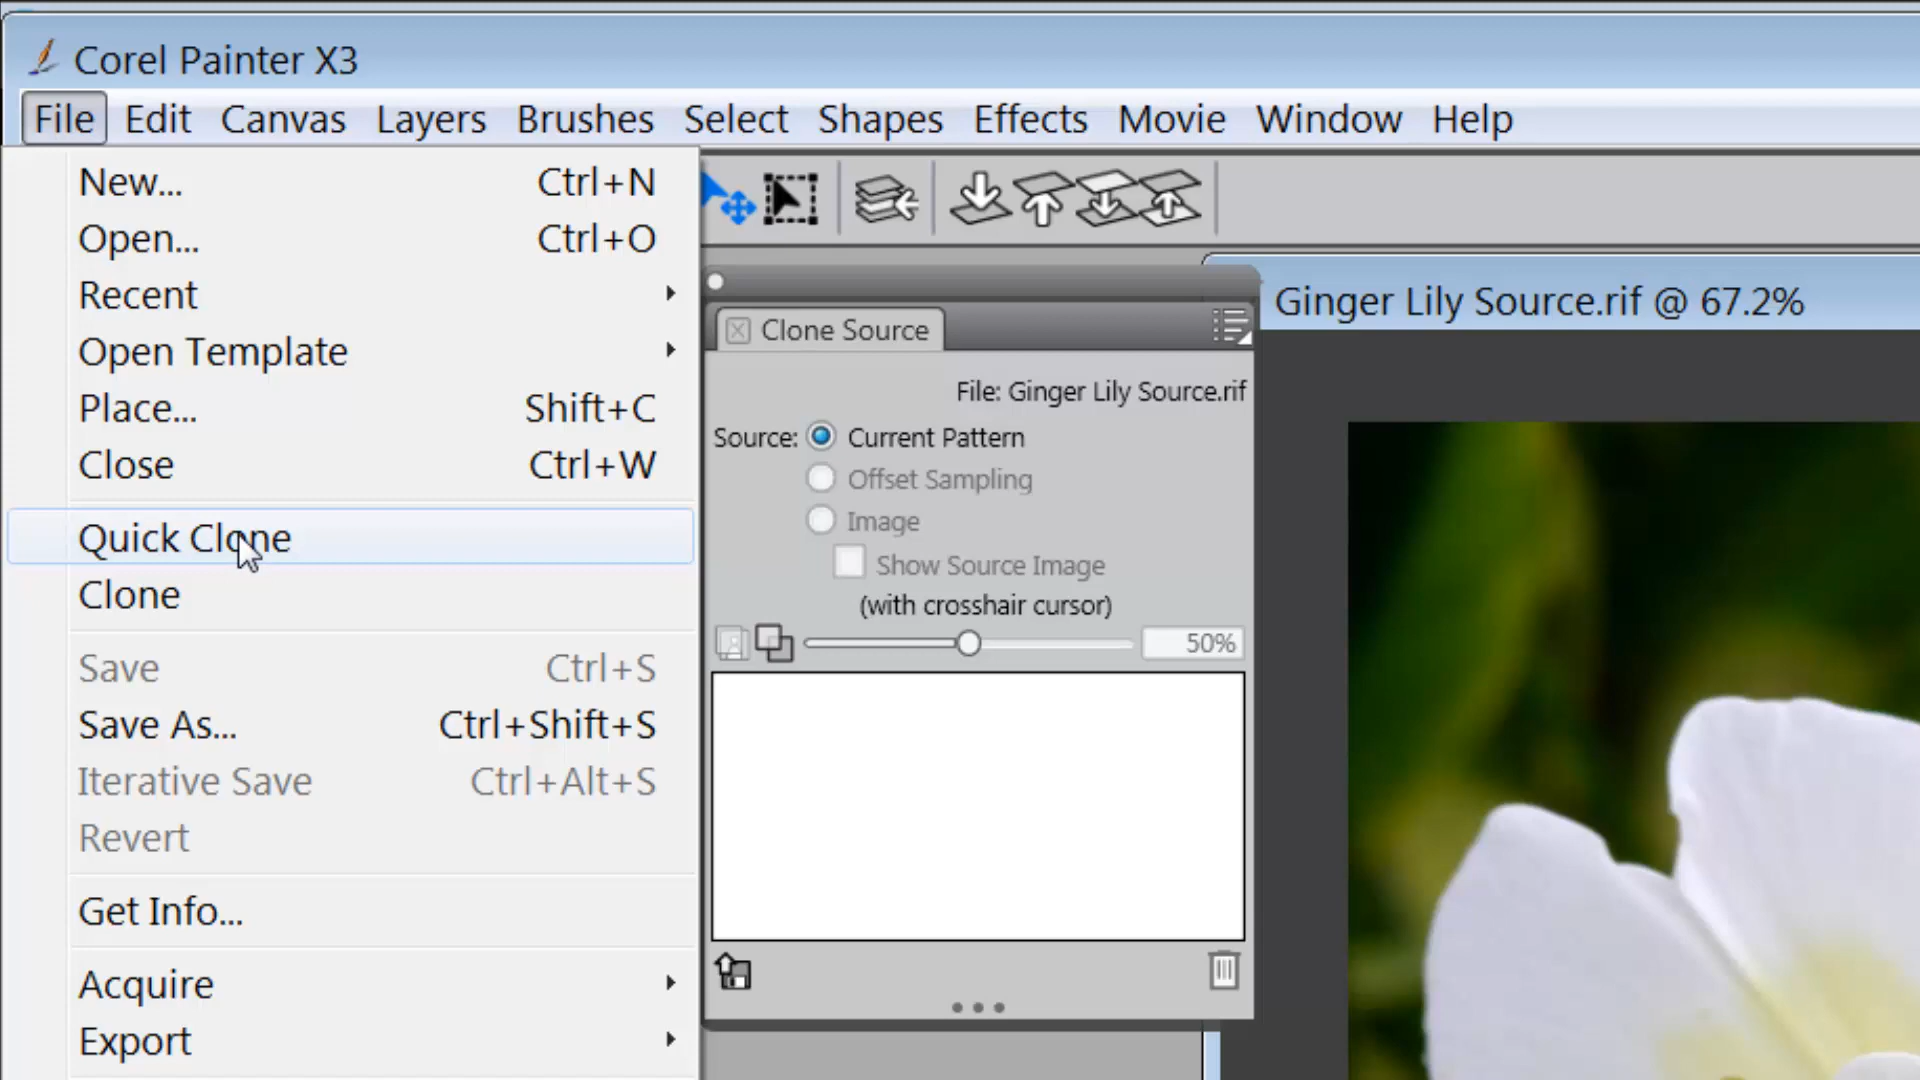 Corel Painter X3
File Edit Canvas Layers Brushes Select Shapes Effects Movie Window Help
New... Ctrl+N
Open... Ctrl+O
Recent
Open Template
Place... Shift+C
Close Ctrl+W
Quick Clone
Clone
Save Ctrl+S
Save As... Ctrl+Shift+S
Iterative Save Ctrl+Alt+S
Revert
Get Info...
Acquire
Export
Clone Source
File: Ginger Lily Source.rif
Source: Current Pattern
Offset Sampling
Image
Show Source Image
(with crosshair cursor)
50%
Ginger Lily Source.rif @ 67.2%